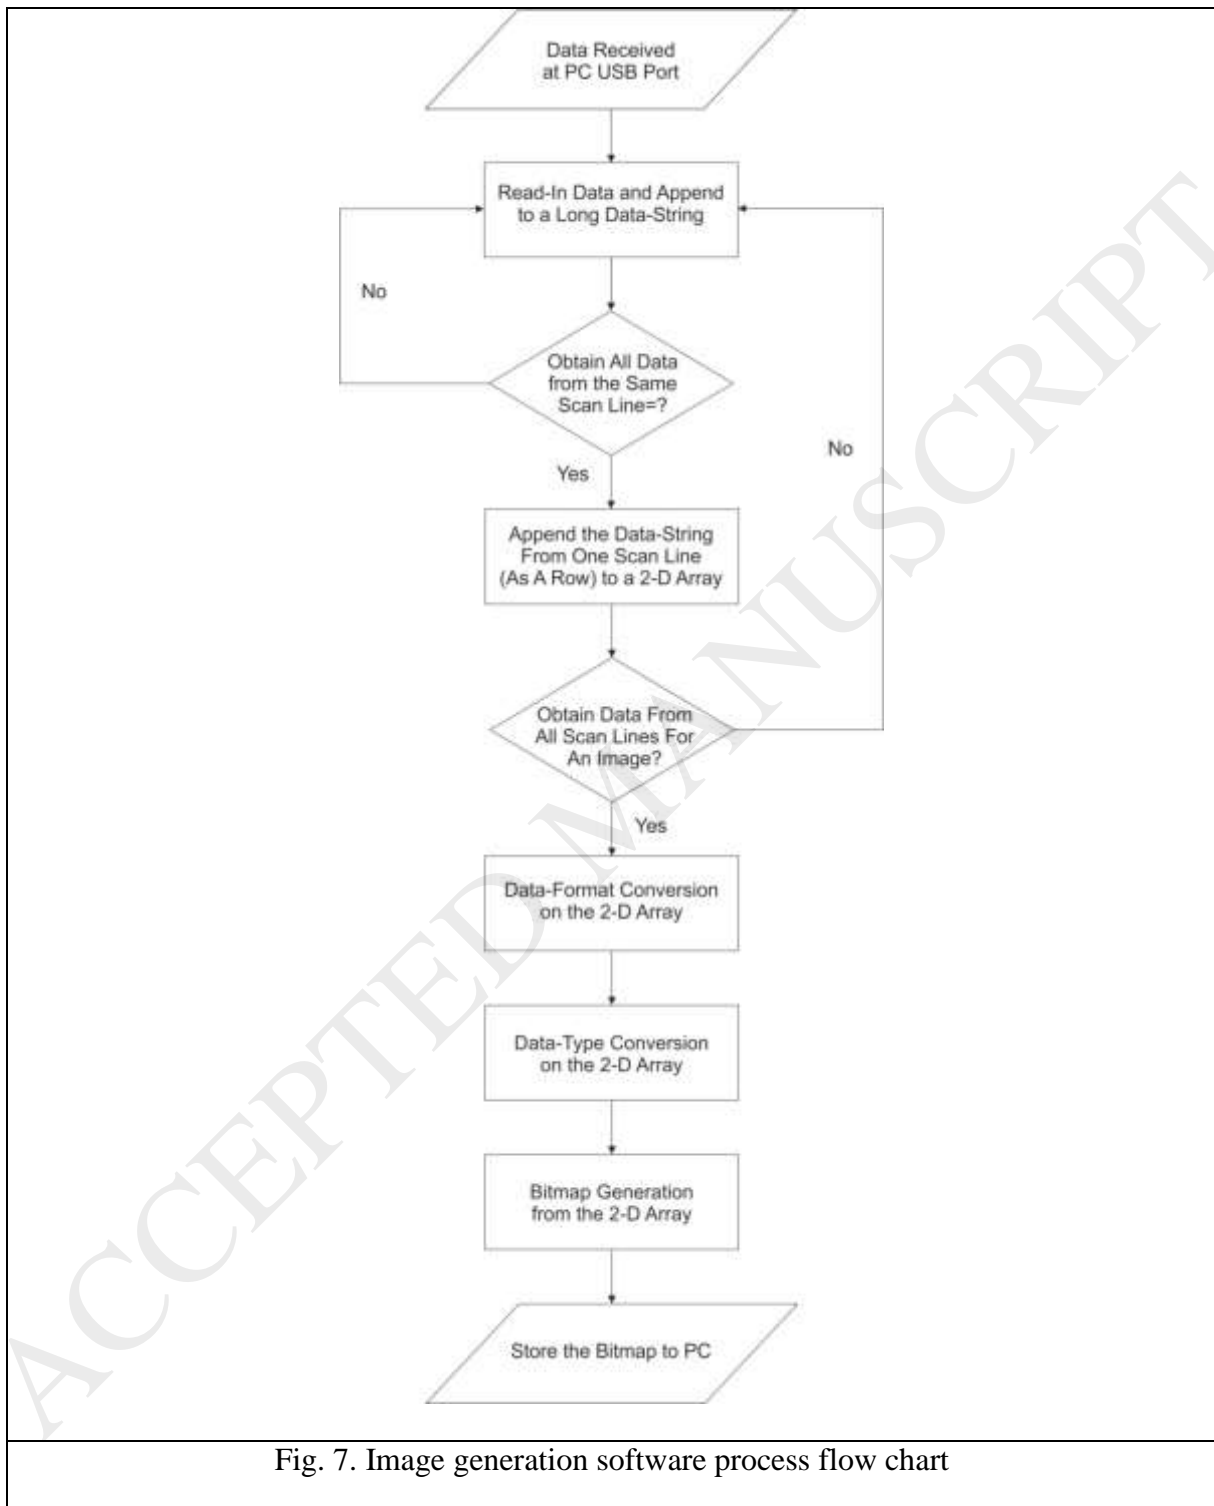 Data Received
at PC USB Port
Read-In Data and Append
to a Long Data-String
No
Obtain All Data
from the Same
Scan Line=?
No
Yes
Append the Data-String
From One Scan Line
(As A Row) to a 2-D Array
Obtain Data From
All Scan Lines For
An Image?
Yes
Data-Format Conversion
on the 2-D Array
Data-Type Conversion
on the 2-D Array
Bitmap Generation
from the 2-D Array
Store the Bitmap to PC
ACCEPTED MANUSCRIPT
Fig. 7. Image generation software process flow chart